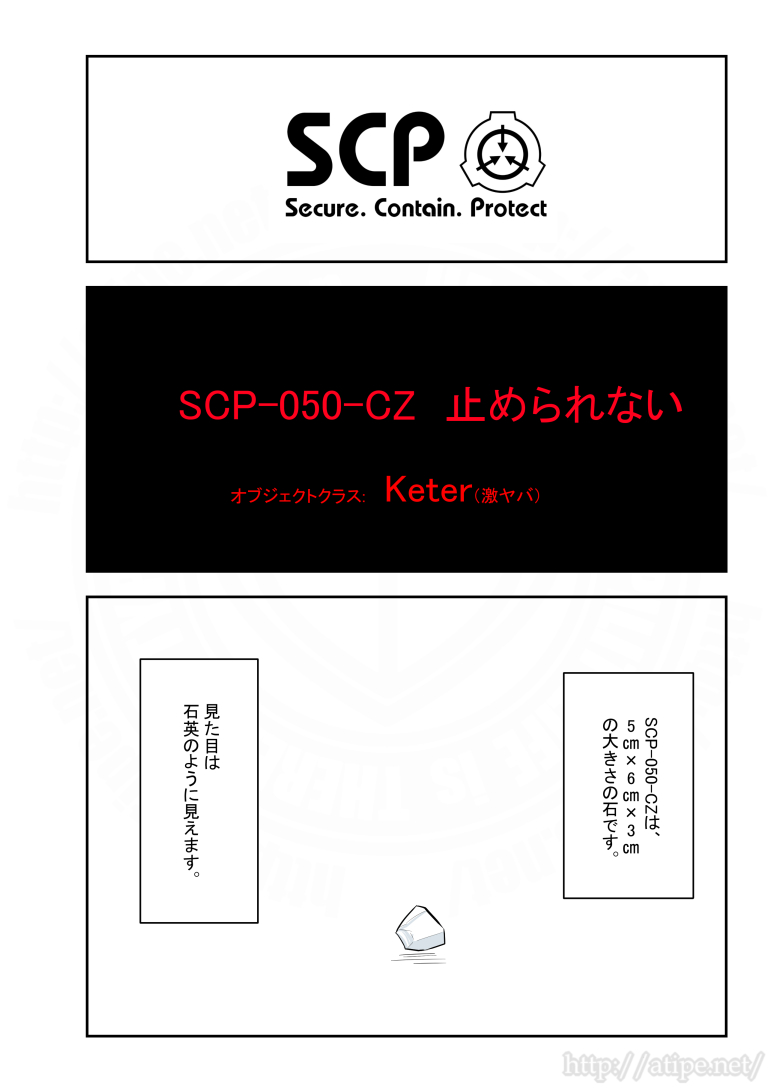 SCP
Secure. Contain. Protect
SCP-050-CZ 止められない
オブジェクトクラス: Keter(激ヤバ)
SCP-050-CZは、
5㎝×6㎝×3㎝
の大きさの石です。
見た目は
石英のように見えます。
http://atipe.net/